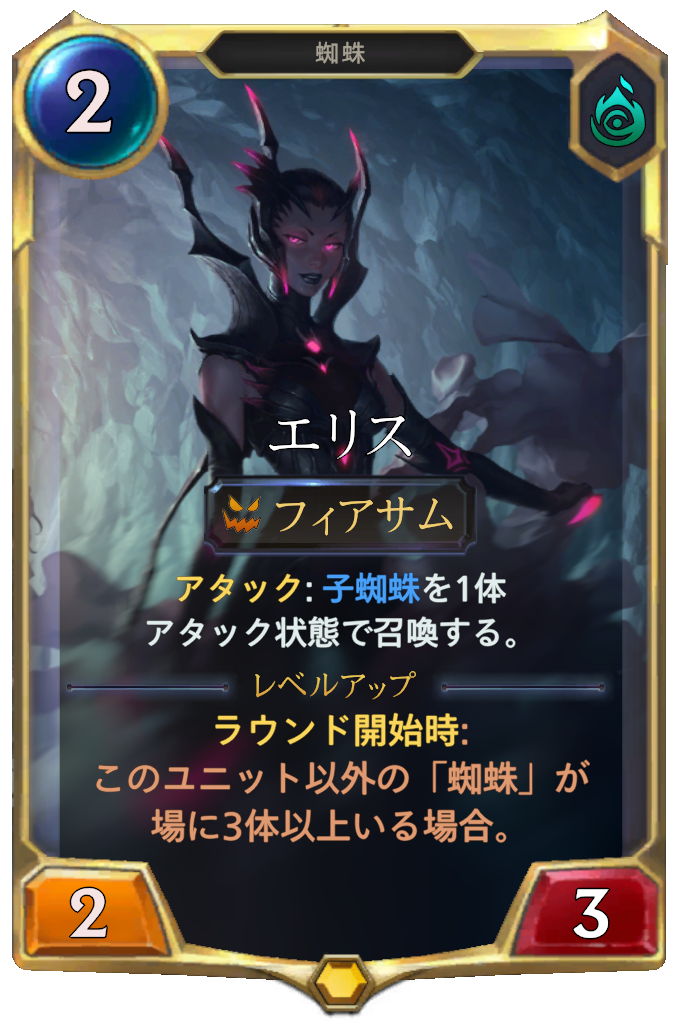 蜘蛛
2
エリス
フィアサム
アタック: 子蜘蛛を1体
アタック状態で召喚する。
レベルアップ
ラウンド開始時:
このユニット以外の「蜘蛛」が
場に3体以上いる場合。
2
3